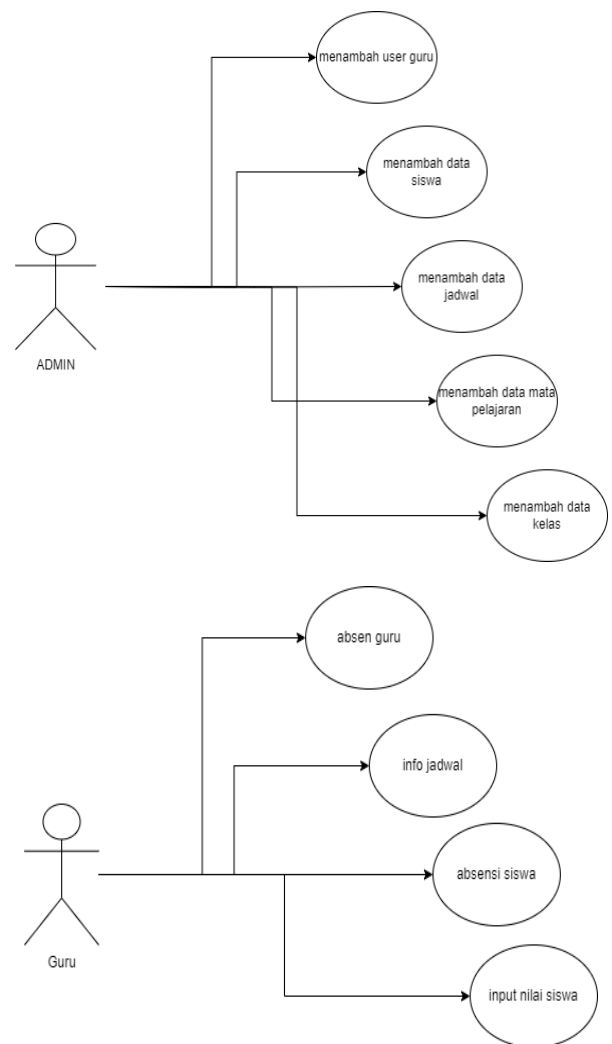 menambah user guru
menambah data
siswa
menambah data
jadwal
ADMIN
menambah data mata
pelajaran
menambah data
kelas
absen guru
info jadwal
absensi siswa
Guru
input nilai siswa